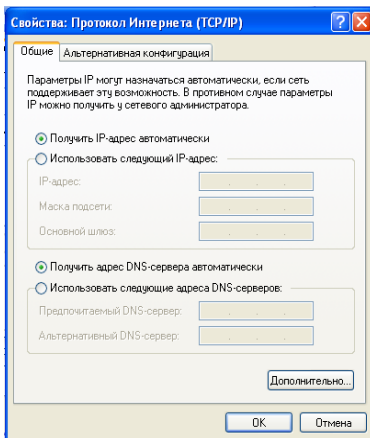 Свойства: Протокол Интернета (TCP/IP)
Общие Альтернативная конфигурация
Параметры IP могут назначаться автоматически, если сеть
поддерживает эту возможность. В противном случае параметры
IP можно получить у сетевого администратора.
Получить IP-адрес автоматически
Использовать следующий IP-адрес:
IP-адрес:
Маска подсети:
Основной шлюз:
Получить адрес DNS-сервера автоматически
Использовать следующие адреса DNS-серверов:
Предпочитаемый DNS-сервер:
Альтернативный DNS-сервер:
Дополнительно...
OK Отмена